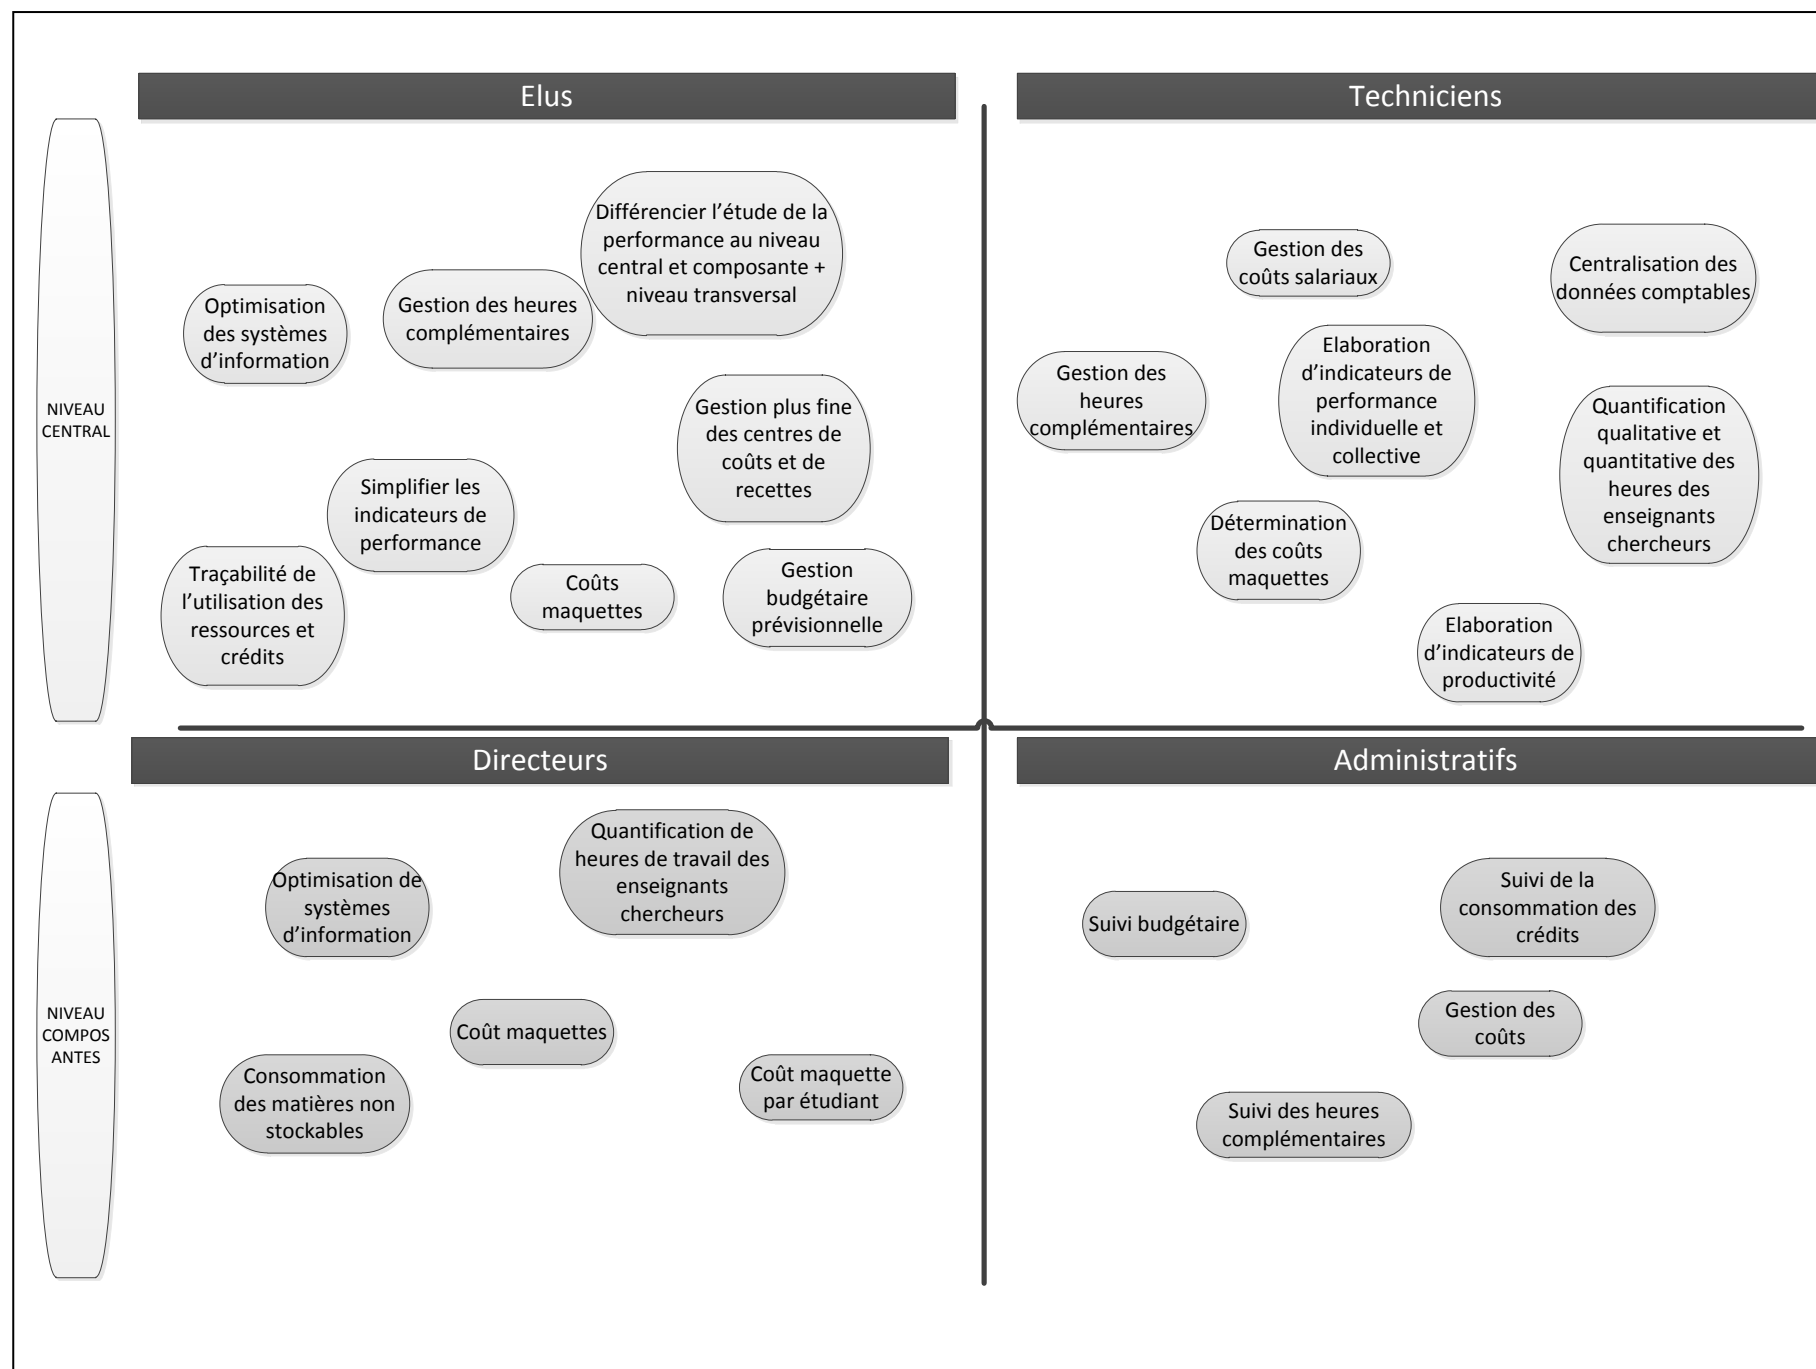 Elus
Techniciens
NIVEAU
CENTRAL
Différencier l'étude de la
performance au niveau
central et composante +
niveau transversal
Optimisation
des systèmes
d'information
Gestion des heures
complémentaires
Gestion plus fine
des centres de
coûts et de
recettes
Simplifier les
indicateurs de
performance
Traçabilité de
l'utilisation des
ressources et
crédits
Coûts
maquettes
Gestion
budgétaire
prévisionnelle
Gestion des
coûts salariaux
Centralisation des
données comptables
Gestion des
heures
complémentaires
Elaboration
d'indicateurs de
performance
individuelle et
collective
Quantification
qualitative et
quantitative des
heures des
enseignants
chercheurs
Détermination
des coûts
maquettes
Elaboration
d'indicateurs de
productivité
Directeurs
Administratifs
NIVEAU
COMPOS
ANTES
Quantification de
heures de travail des
enseignants
chercheurs
Optimisation de
systèmes
d'information
Coût maquettes
Consommation
des matières non
stockables
Coût maquette
par étudiant
Suivi budgétaire
Suivi de la
consommation des
crédits
Gestion des
coûts
Suivi des heures
complémentaires